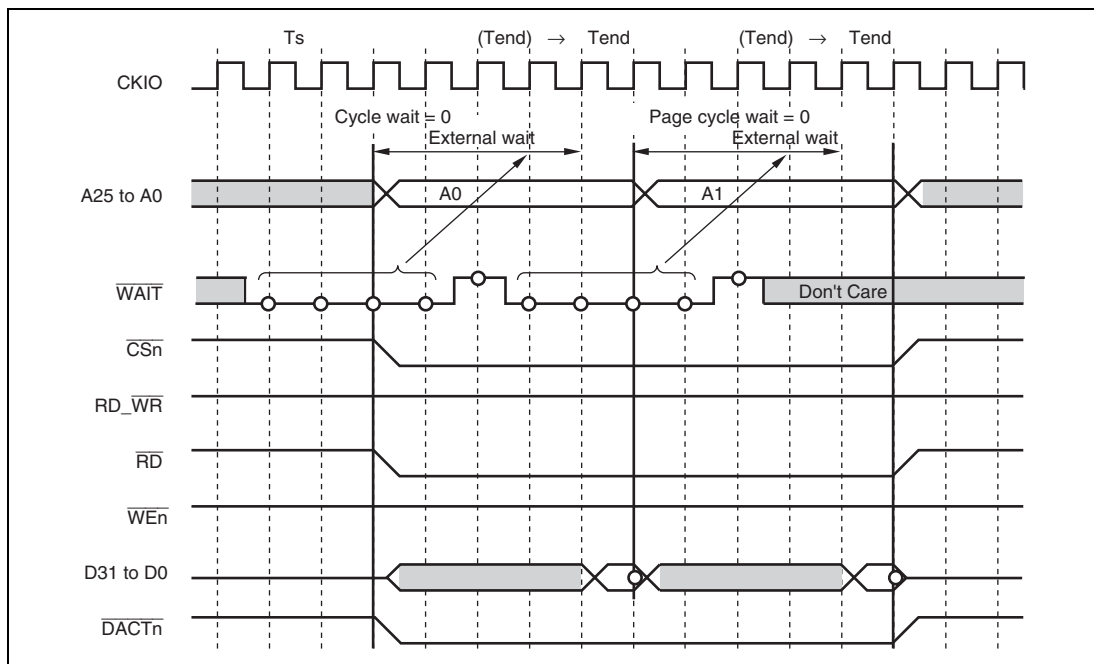 Ts (Tend) → Tend (Tend) → Tend
CKIO
Cycle wait = 0 Page cycle wait = 0
External wait External wait
A25 to A0 A0 A1
WAIT Don't Care
CSn
RD_WR
RD
WEn
D31 to D0
DACTn